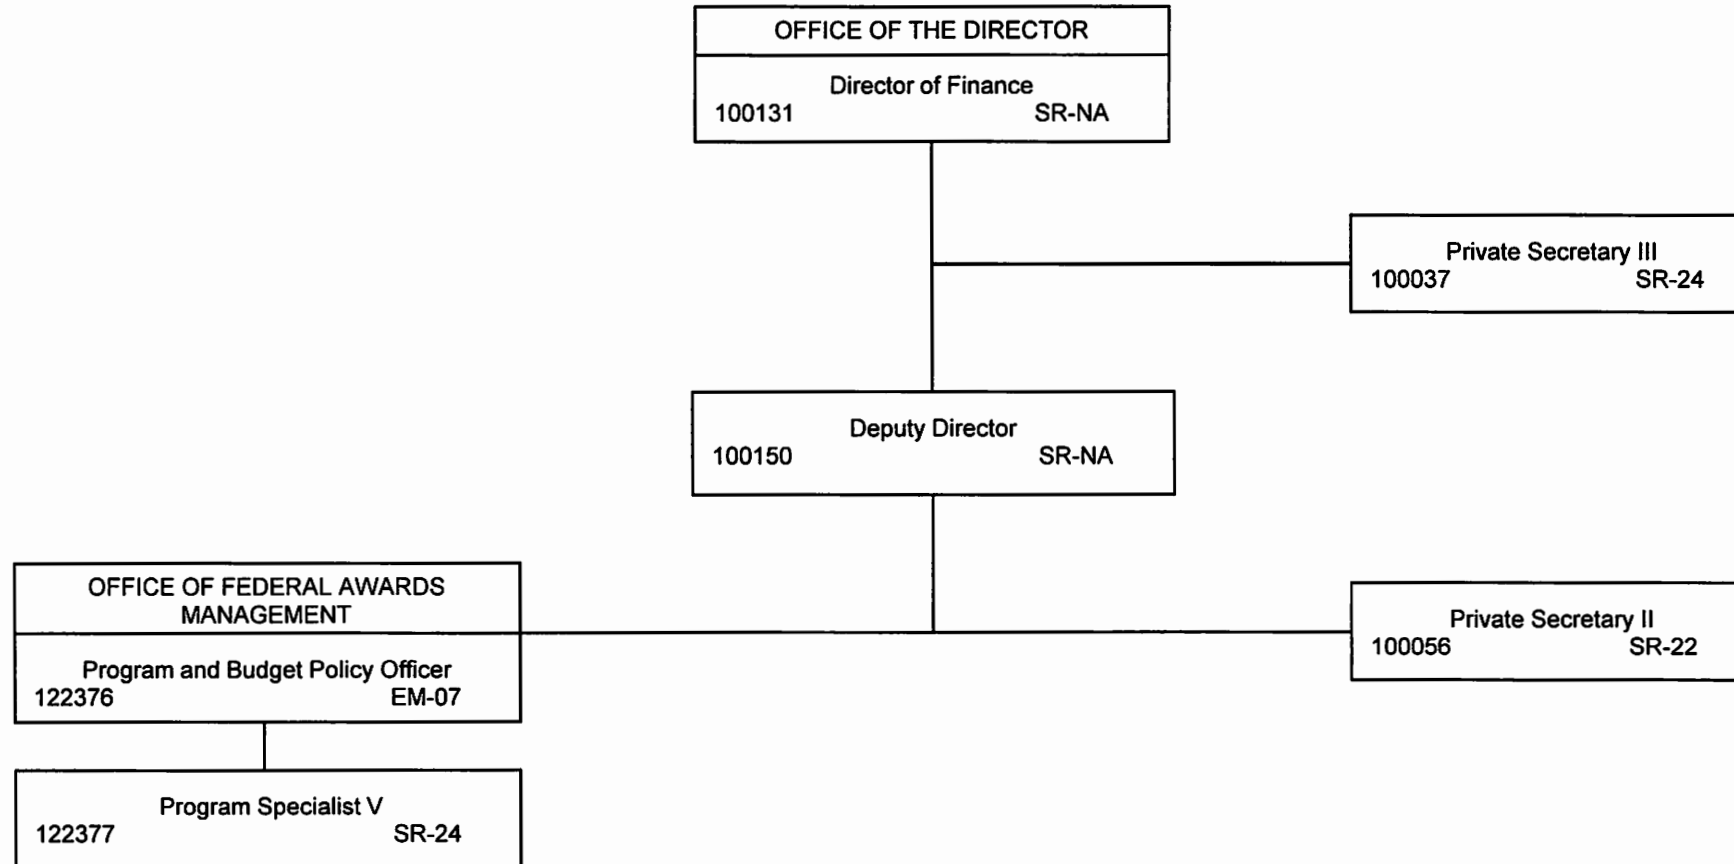 OFFICE OF THE DIRECTOR
Director of Finance
100131 SR-NA
Private Secretary III
100037 SR-24
Deputy Director
100150 SR-NA
OFFICE OF FEDERAL AWARDS
MANAGEMENT
Program and Budget Policy Officer
122376 EM-07
Private Secretary II
100056 SR-22
Program Specialist V
122377 SR-24